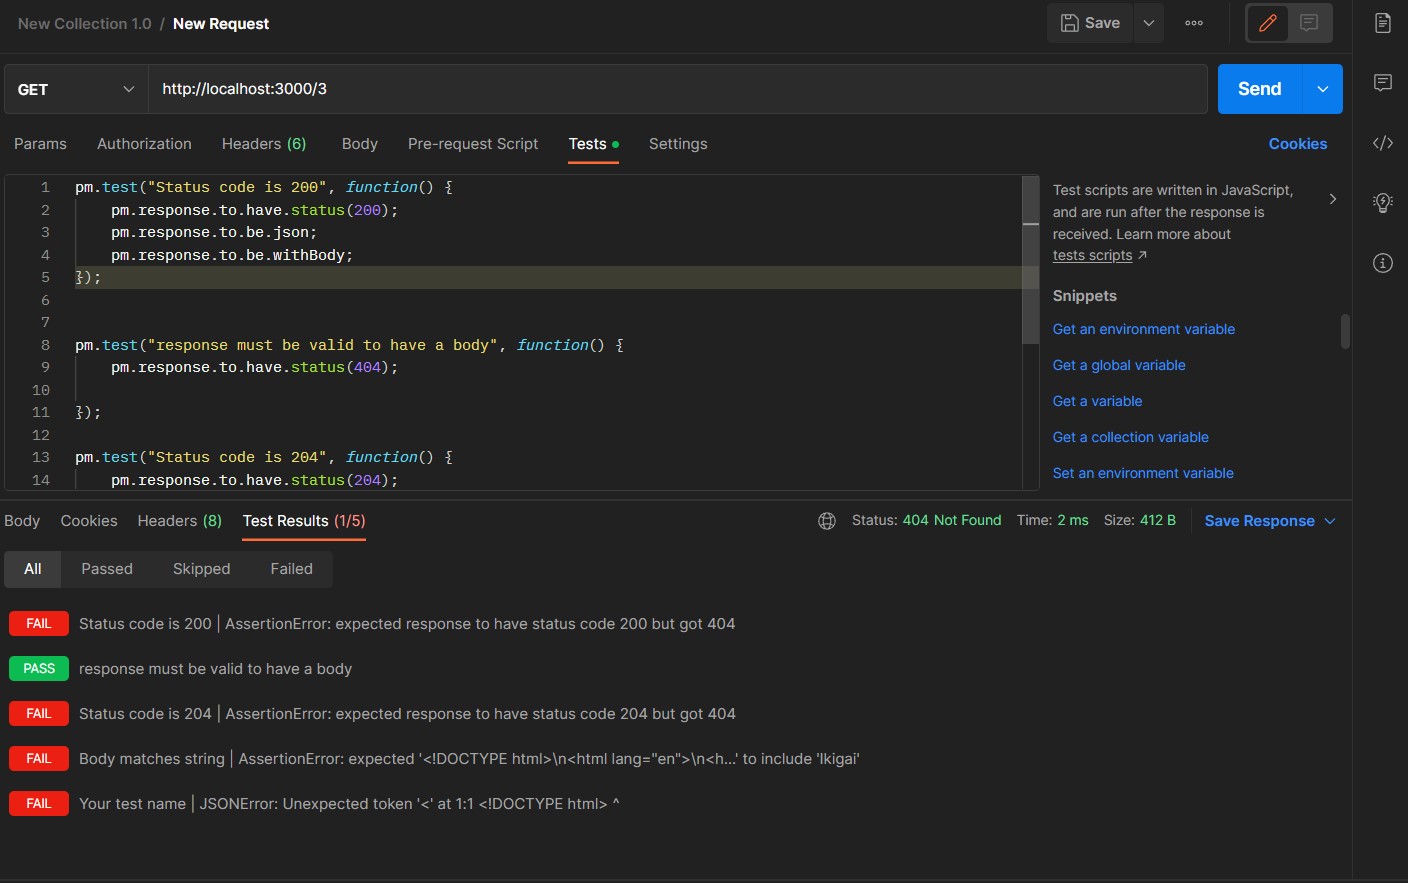 New Collection 1.0 / New Request
Save
GET
http://localhost:3000/3
Send
Params Authorization Headers (6) Body Pre-request Script Tests Settings
Cookies
1 pm.test("Status code is 200", function() {
2 pm.response.to.have.status(200);
3 pm.response.to.be.json;
4 pm.response.to.be.withBody;
5 });
6
7
8 pm.test("response must be valid to have a body", function() {
9 pm.response.to.have.status(404);
10
11 });
12
13 pm.test("Status code is 204", function() {
14 pm.response.to.have.status(204);
Test scripts are written in JavaScript,
and are run after the response is
received. Learn more about
tests scripts ↗
Snippets
Get an environment variable
Get a global variable
Get a variable
Get a collection variable
Set an environment variable
Body Cookies Headers (8) Test Results (1/5)
Status: 404 Not Found Time: 2 ms Size: 412 B
Save Response
All Passed Skipped Failed
FAIL Status code is 200 | AssertionError: expected response to have status code 200 but got 404
PASS response must be valid to have a body
FAIL Status code is 204 | AssertionError: expected response to have status code 204 but got 404
FAIL Body matches string | AssertionError: expected '<!DOCTYPE html>\n<html lang="en">\n<h...' to include 'Ikigai'
FAIL Your test name | JSONError: Unexpected token '<' at 1:1 <!DOCTYPE html> ^